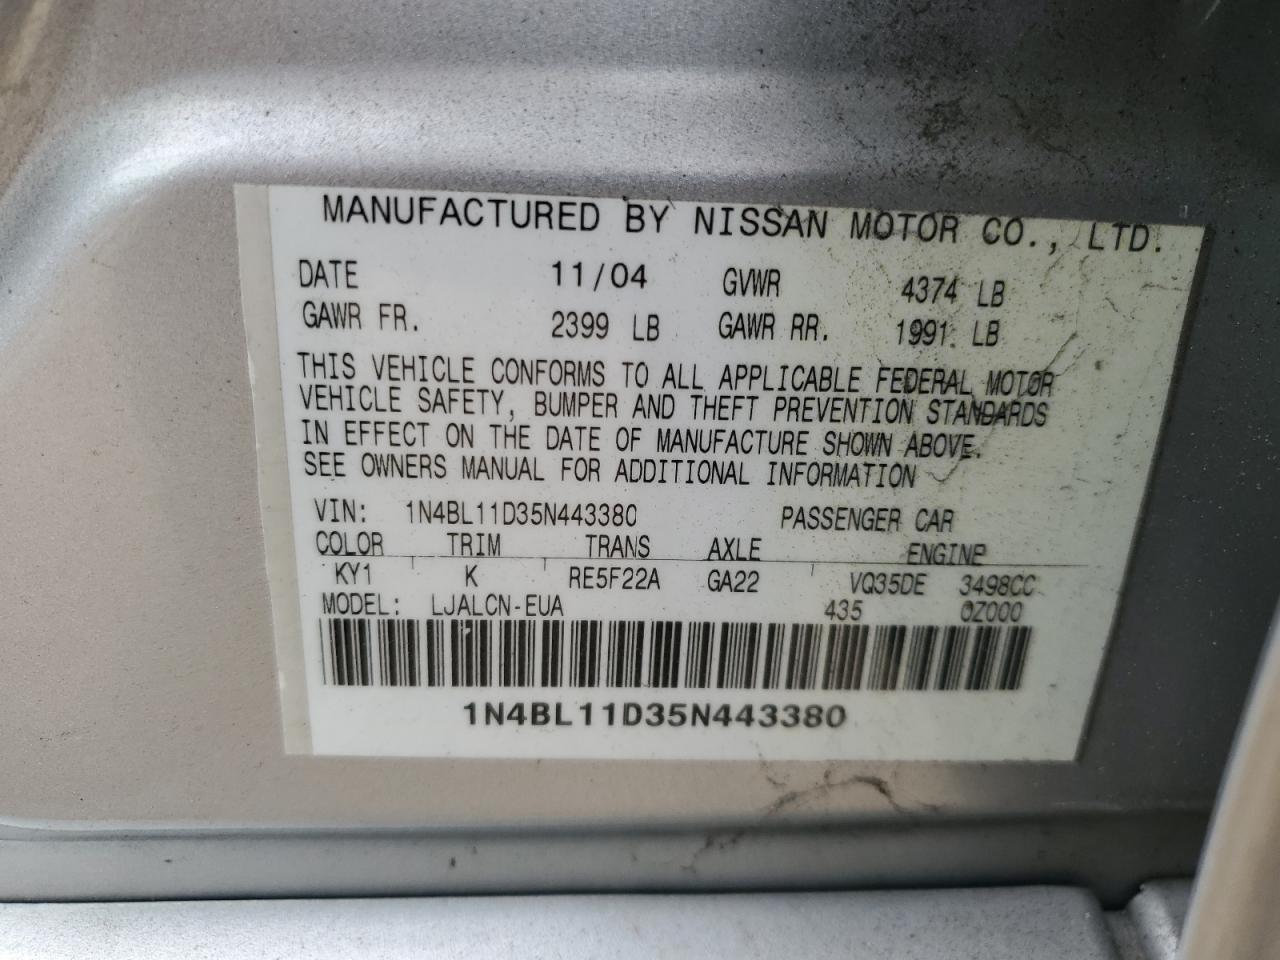 MANUFACTURED BY NISSAN MOTOR CO., LTD.
DATE 11/04 GVWR 4374 LB
GAWR FR. 2399 LB GAWR RR. 1991 LB
THIS VEHICLE CONFORMS TO ALL APPLICABLE FEDERAL MOTOR
VEHICLE SAFETY, BUMPER AND THEFT PREVENTION STANDARDS
IN EFFECT ON THE DATE OF MANUFACTURE SHOWN ABOVE.
SEE OWNERS MANUAL FOR ADDITIONAL INFORMATION
VIN: 1N4BL11D35N443380 PASSENGER CAR
COLOR TRIM TRANS AXLE ENGINE
KY1 K RE5F22A GA22 VQ35DE 3498CC
MODEL: LJALCN-EUA 435 0Z000
1N4BL11D35N443380